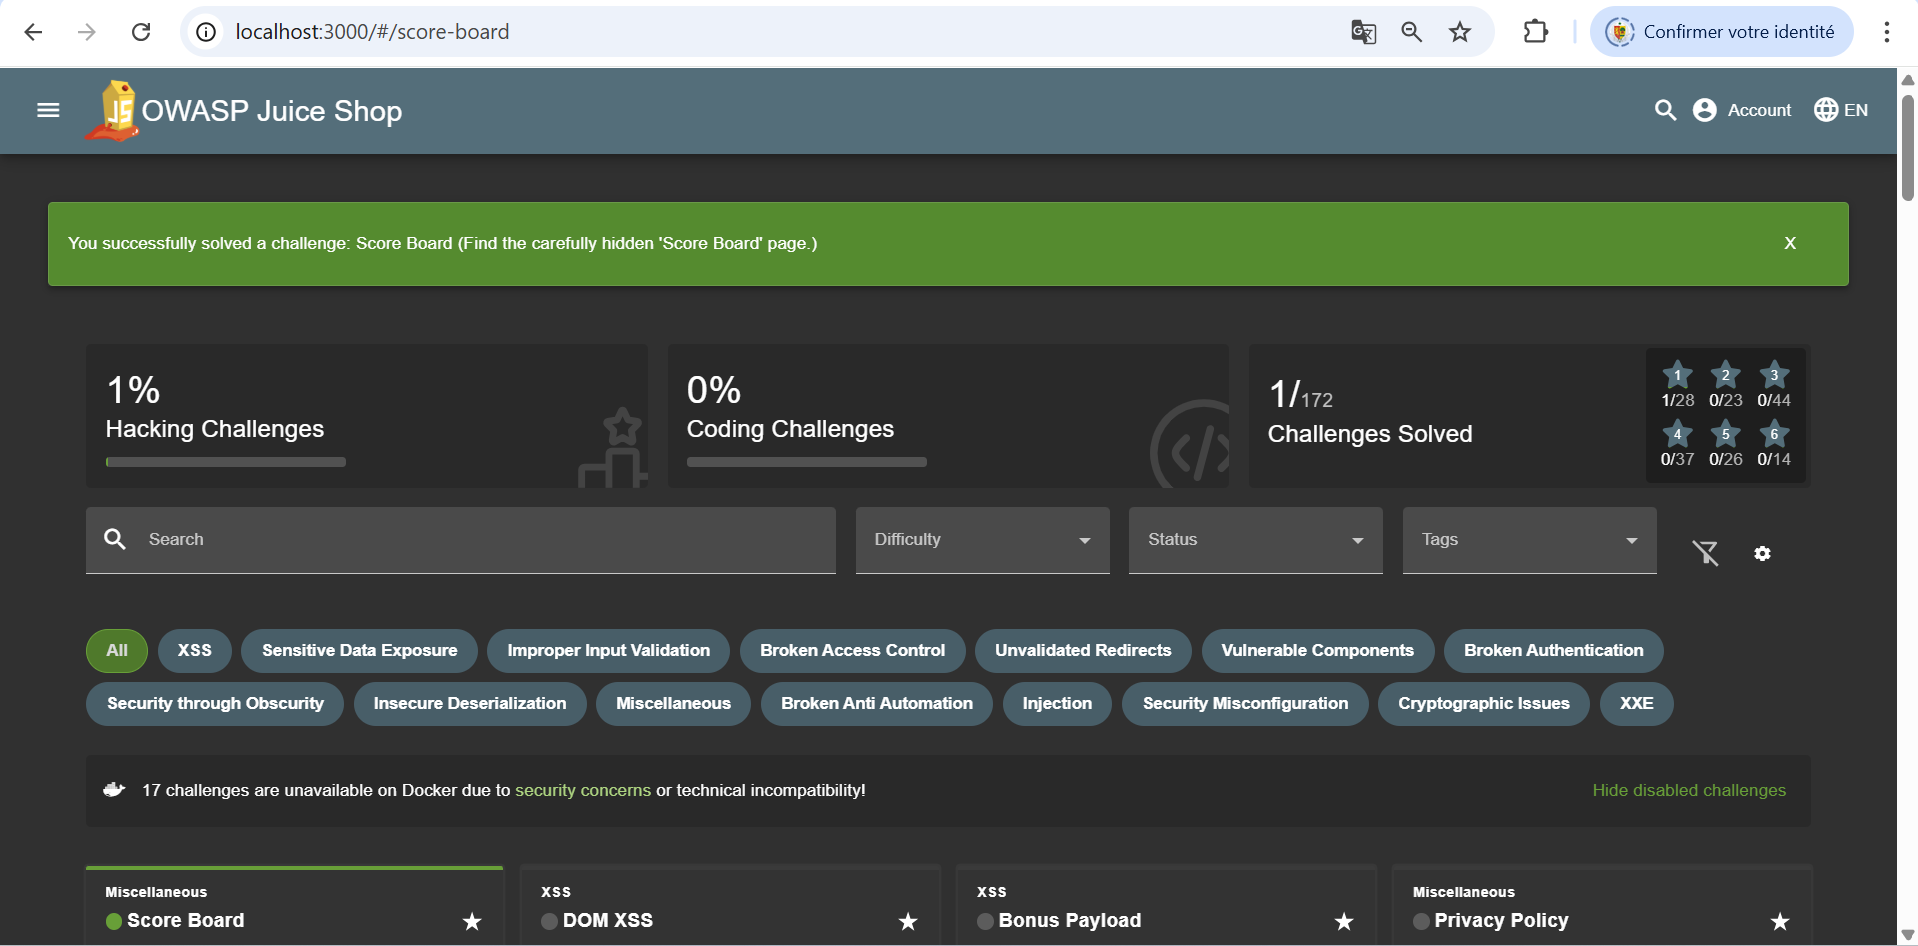 localhost:3000/#/score-board
Confirmer votre identité
JS
OWASP Juice Shop
Account
EN
You successfully solved a challenge: Score Board (Find the carefully hidden 'Score Board' page.)
X
1%
Hacking Challenges
0%
Coding Challenges
1/172
Challenges Solved
1 2 3
1/28 0/23 0/44
4 5 6
0/37 0/26 0/14
Search
Difficulty
Status
Tags
All XSS Sensitive Data Exposure Improper Input Validation Broken Access Control Unvalidated Redirects Vulnerable Components Broken Authentication
Security through Obscurity Insecure Deserialization Miscellaneous Broken Anti Automation Injection Security Misconfiguration Cryptographic Issues XXE
17 challenges are unavailable on Docker due to security concerns or technical incompatibility!
Hide disabled challenges
Miscellaneous
Score Board
XSS
DOM XSS
XSS
Bonus Payload
Miscellaneous
Privacy Policy